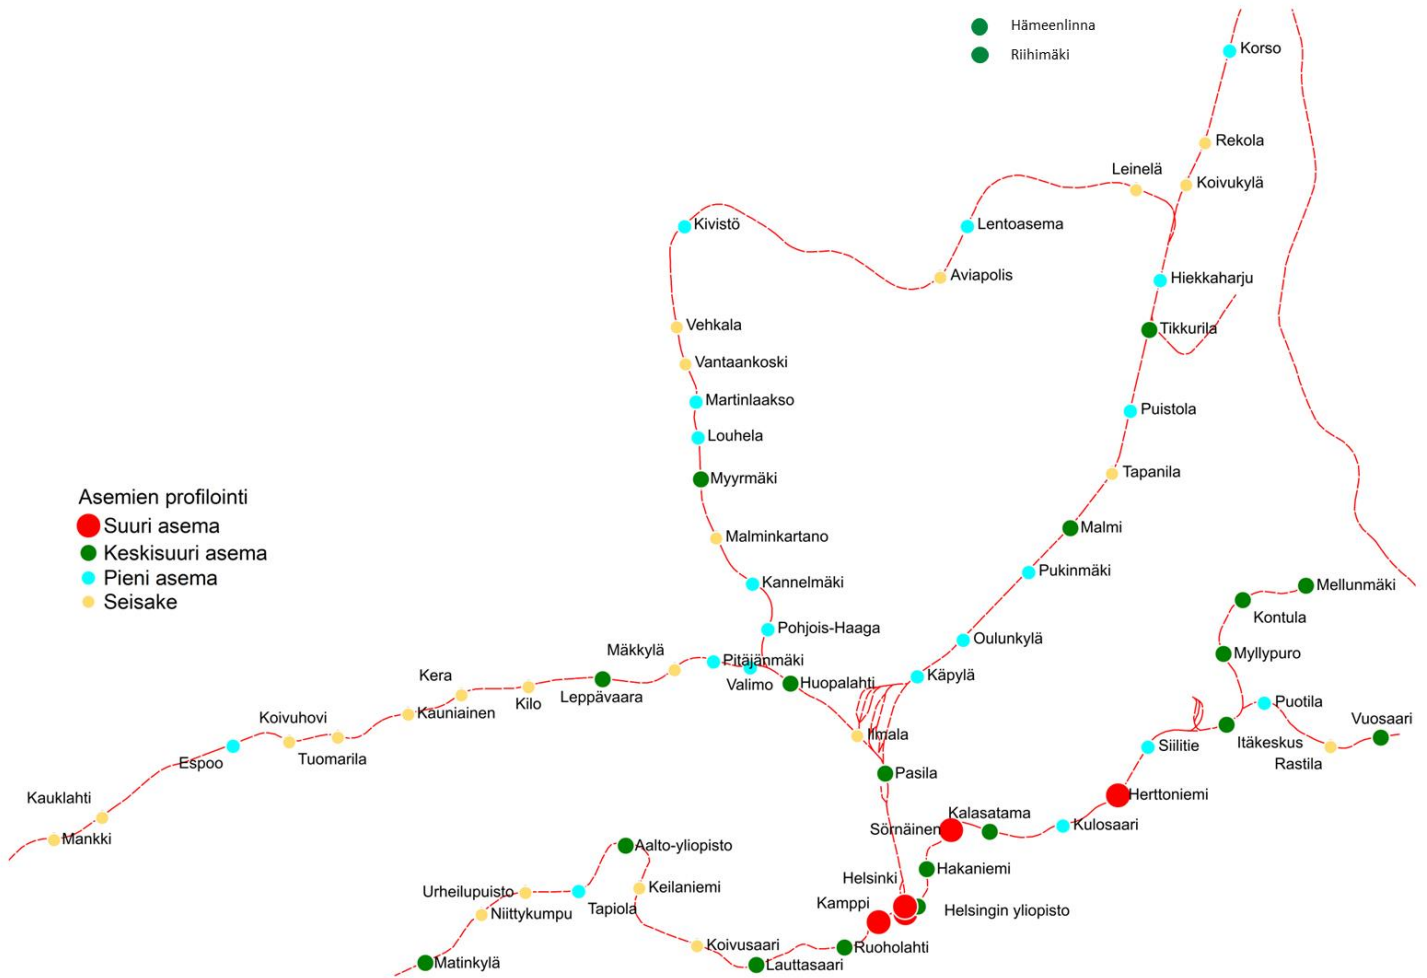 Hämeenlinna
Riihimäki
Korso
Rekola
Leinelä
Koivukylä
Kivistö
Lentoasema
Aviapolis
Hiekkaharju
Vehkala
Tikkurila
Vantaankoski
Martinlaakso
Puistola
Louhela
Myyrmäki
Tapanila
Asemien profilointi
Suuri asema
Keskisuuri asema
Pieni asema
Seisake
Malmi
Malminkartano
Pukinmäki
Kannelmäki
Mellunmäki
Kontula
Pohjois-Haaga
Oulunkylä
Mäkkylä
Pitäjänmäki
Myllypuro
Kera
Valimo
Huopalahti
Käpylä
Leppävaara
Kilo
Puotila
Kauniainen
Koivuhovi
Vuosaari
Ilmala
Siilitie
Itäkeskus
Espoo
Tuomarila
Rastila
Pasila
Kauklahti
Herttoniemi
Kalasatama
Mankki
Sörnäinen
Kulosaari
Aalto-yliopisto
Hakaniemi
Helsinki
Keilaniemi
Urheilupuisto
Kamppi
Tapiola
Niittykumpu
Helsingin yliopisto
Koivusaari
Ruoholahti
Matinkylä
Lauttasaari